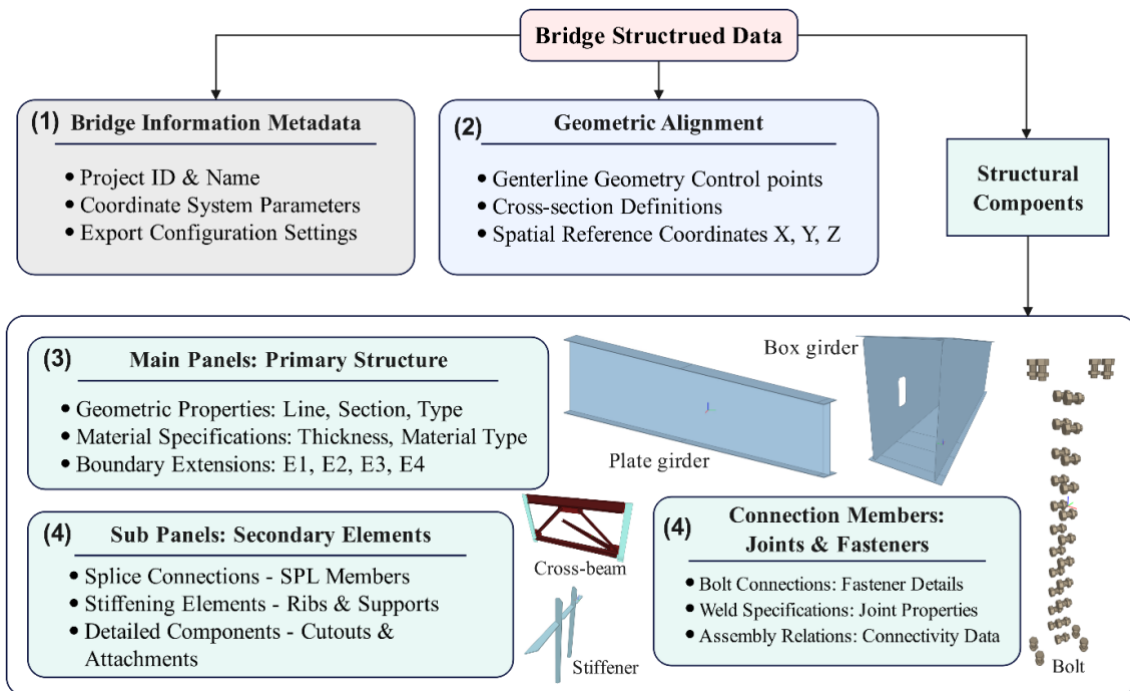 Bridge Structrued Data
(1) Bridge Information Metadata
• Project ID & Name
• Coordinate System Parameters
• Export Configuration Settings
(2) Geometric Alignment
• Genterline Geometry Control points
• Cross-section Definitions
• Spatial Reference Coordinates X, Y, Z
Structural
Compoents
(3) Main Panels: Primary Structure
• Geometric Properties: Line, Section, Type
• Material Specifications: Thickness, Material Type
• Boundary Extensions: E1, E2, E3, E4
Plate girder
Box girder
(4) Sub Panels: Secondary Elements
• Splice Connections - SPL Members
• Stiffening Elements - Ribs & Supports
• Detailed Components - Cutouts &
Attachments
Cross-beam
Stiffener
(4) Connection Members:
Joints & Fasteners
• Bolt Connections: Fastener Details
• Weld Specifications: Joint Properties
• Assembly Relations: Connectivity Data
Bolt